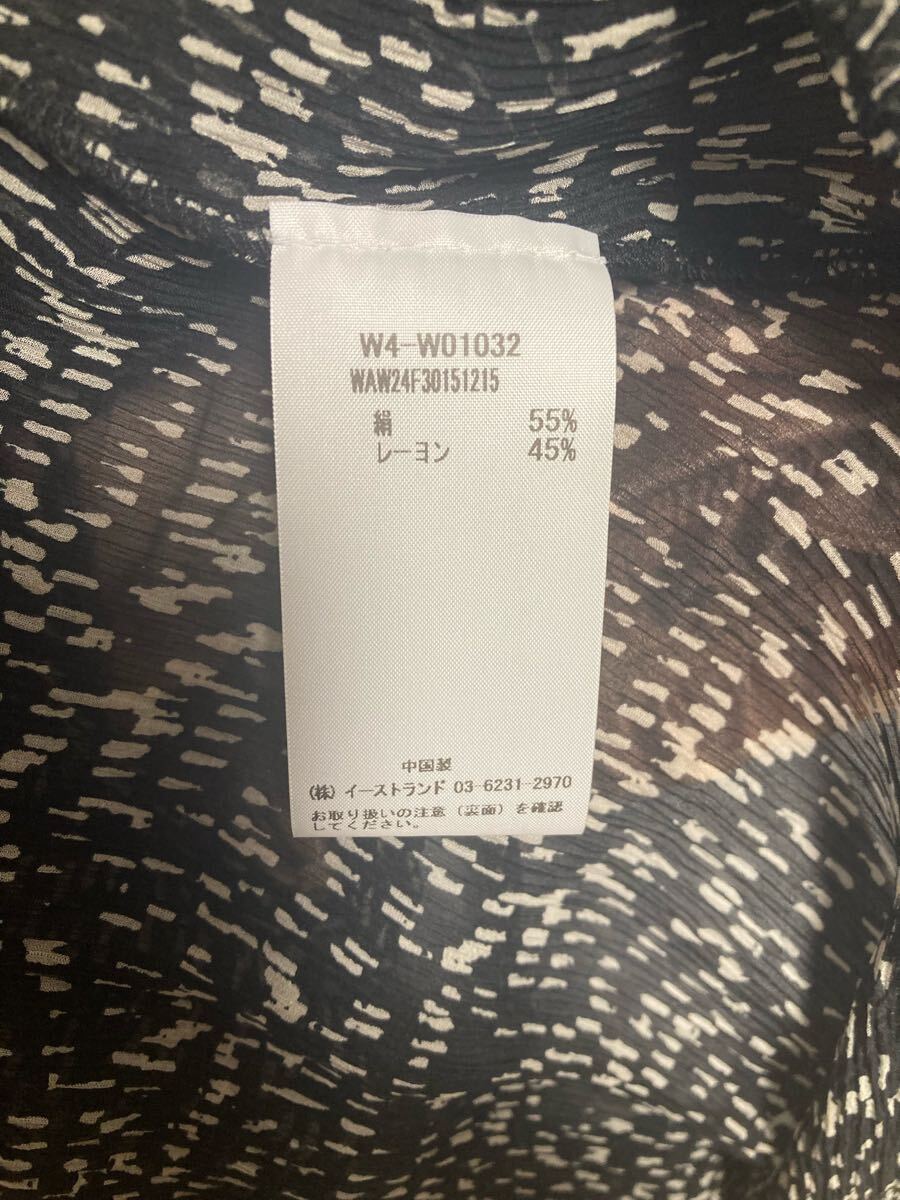 W4-W01032
WAW24F30151215
絹 55%
レーヨン 45%
中国製
(株) イーストランド 03-6231-2970
お取り扱いの注意 (裏面) を確認
してください。